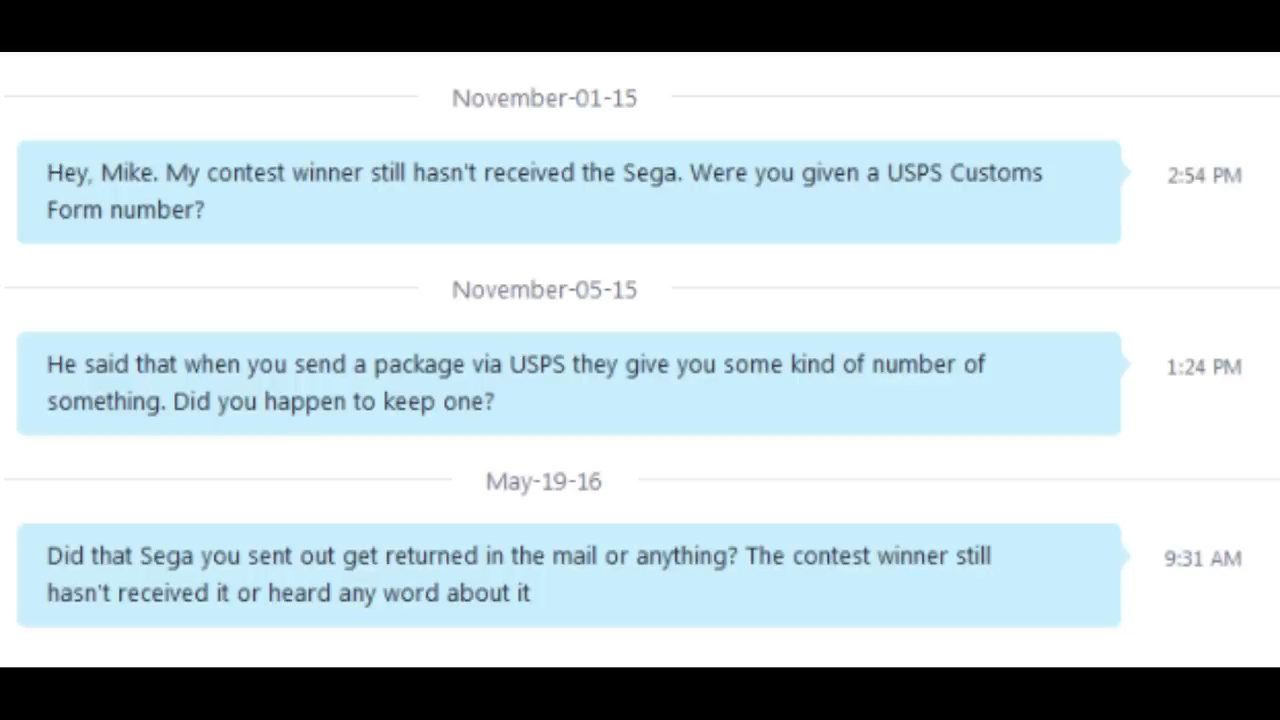 November-01-15
Hey, Mike. My contest winner still hasn't received the Sega. Were you given a USPS Customs
2:54 PM
Form number?
November-05-15
He said that when you send a package via USPS they give you some kind of number of
1:24 PM
something. Did you happen to keep one?
May-19-16
Did that Sega you sent out get returned in the mail or anything? The contest winner still
9:31 AM
hasn't received it or heard any word about it